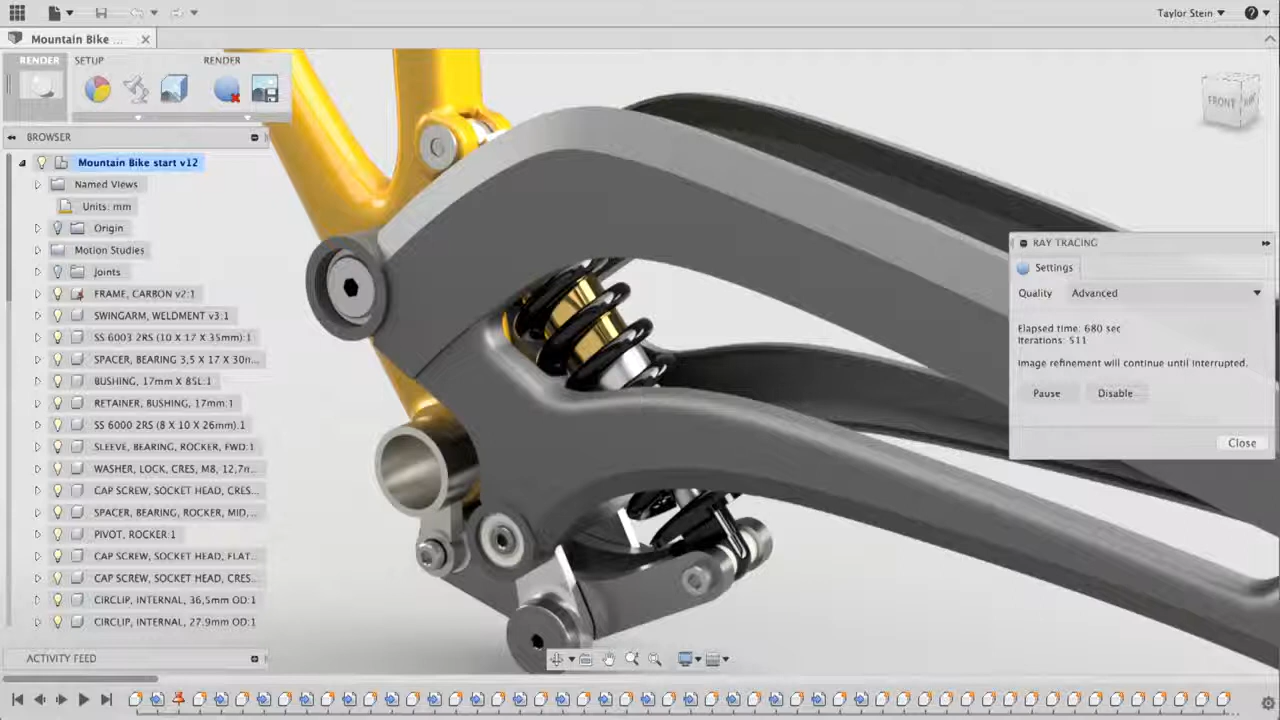 Taylor Stein
Mountain Bike ...
RENDER
SETUP
RENDER
FRONT
BROWSER
Mountain Bike start v12
Named Views
Units: mm
Origin
Motion Studies
Joints
FRAME, CARBON v2:1
SWINGARM, WELDMENT v3:1
SS 6003 2RS (10 X 17 X 35mm):1
SPACER, BEARING 3,5 X 17 X 30m...
BUSHING, 17mm X 85L:1
RETAINER, BUSHING, 17mm:1
SS 6000 2RS (8 X 10 X 26mm):1
SLEEVE, BEARING, ROCKER, FWD:1
WASHER, LOCK, CRES, M8, 12,7m...
CAP SCREW, SOCKET HEAD, CRES...
SPACER, BEARING, ROCKER, MID,...
PIVOT, ROCKER:1
CAP SCREW, SOCKET HEAD, FLAT...
CAP SCREW, SOCKET HEAD, CRES...
CIRCLIP, INTERNAL, 36,5mm OD:1
CIRCLIP, INTERNAL, 27.9mm OD:1
ACTIVITY FEED
RAY TRACING
Settings
Quality Advanced
Elapsed time: 680 sec
Iterations: 511
Image refinement will continue until interrupted.
Pause Disable
Close